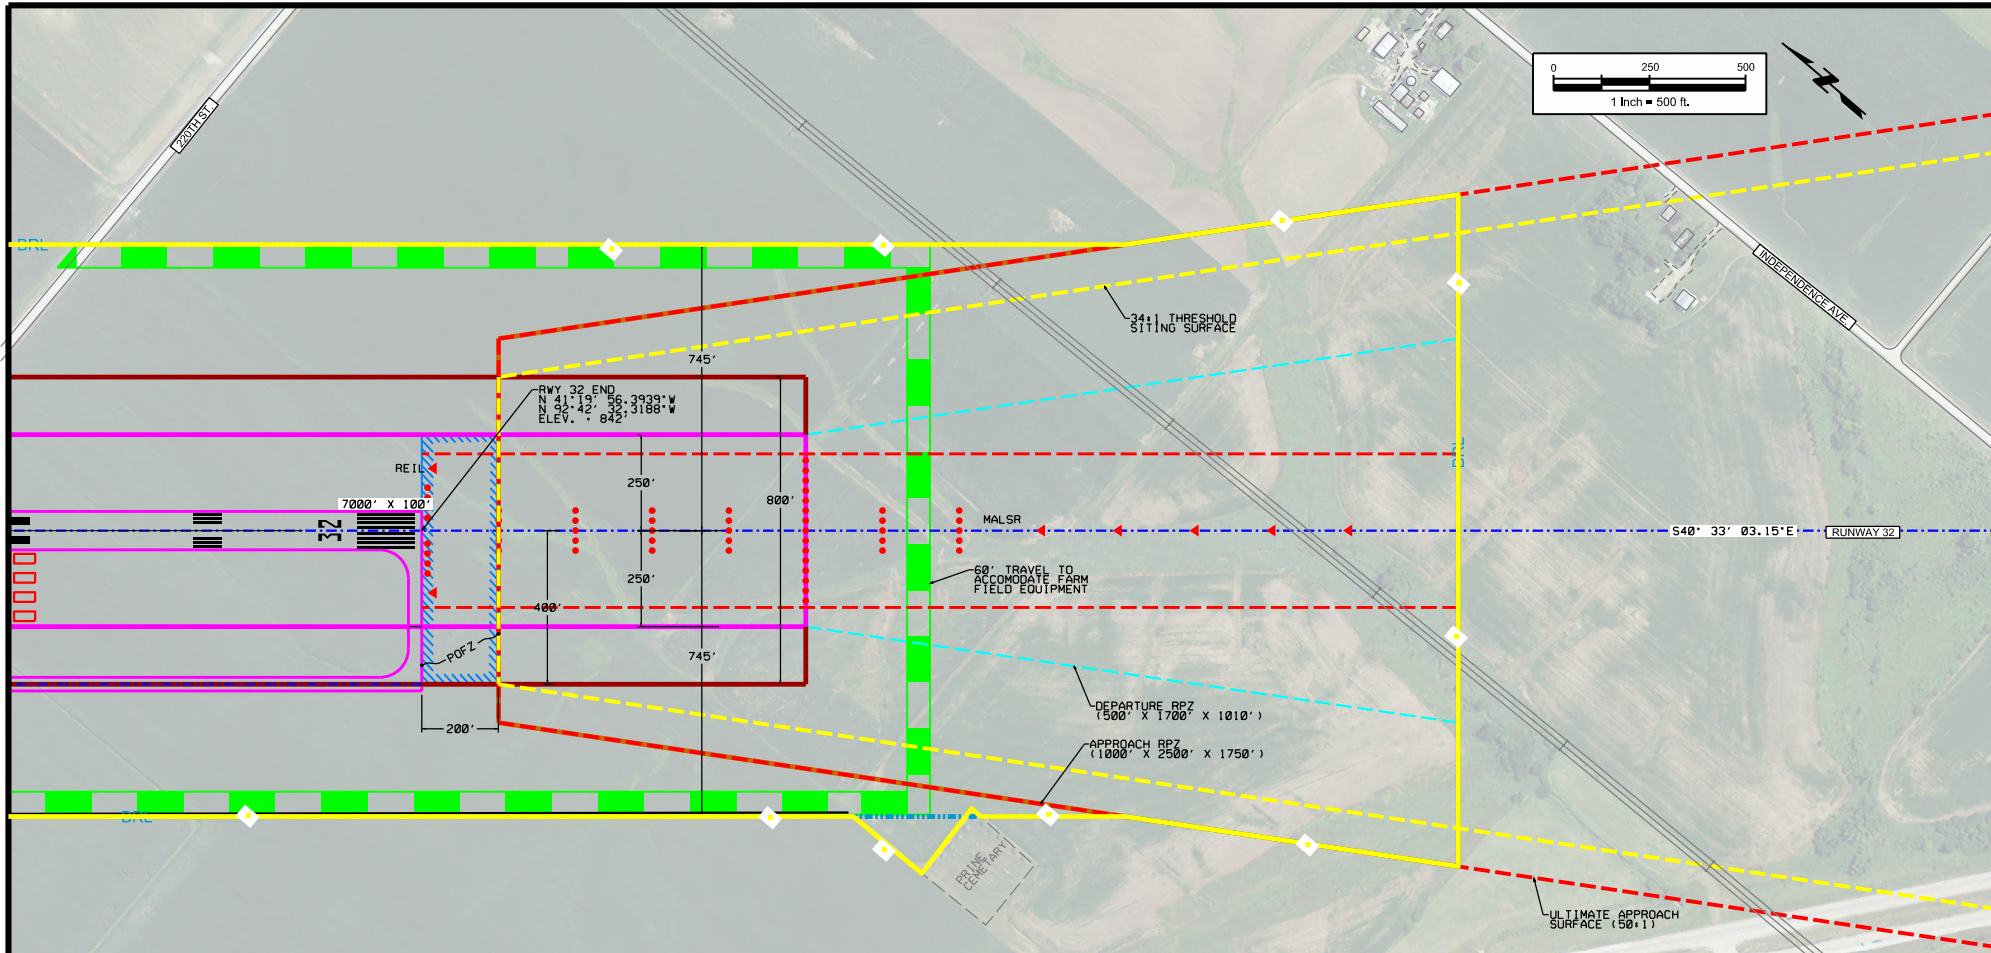 0 250 500
1 Inch = 500 ft.
220TH ST.
BRL
INDEPENDENCE AVE.
34:1 THRESHOLD
SITING SURFACE
745'
RWY 32 END
N 41° 19' 56.3939" W
N 92° 42' 32.3188" W
ELEV. = 842'
REIL
250'
800'
7000' X 100'
32
MALSR
S40° 33' 03.15"E
RUNWAY 32
BRL
60' TRAVEL TO
ACCOMODATE FARM
FIELD EQUIPMENT
250'
400'
POFZ
745'
200'
DEPARTURE RPZ
(500' X 1700' X 1010')
APPROACH RPZ
(1000' X 2500' X 1750')
BRL
PRINE
CEMETARY
ULTIMATE APPROACH
SURFACE (50:1)